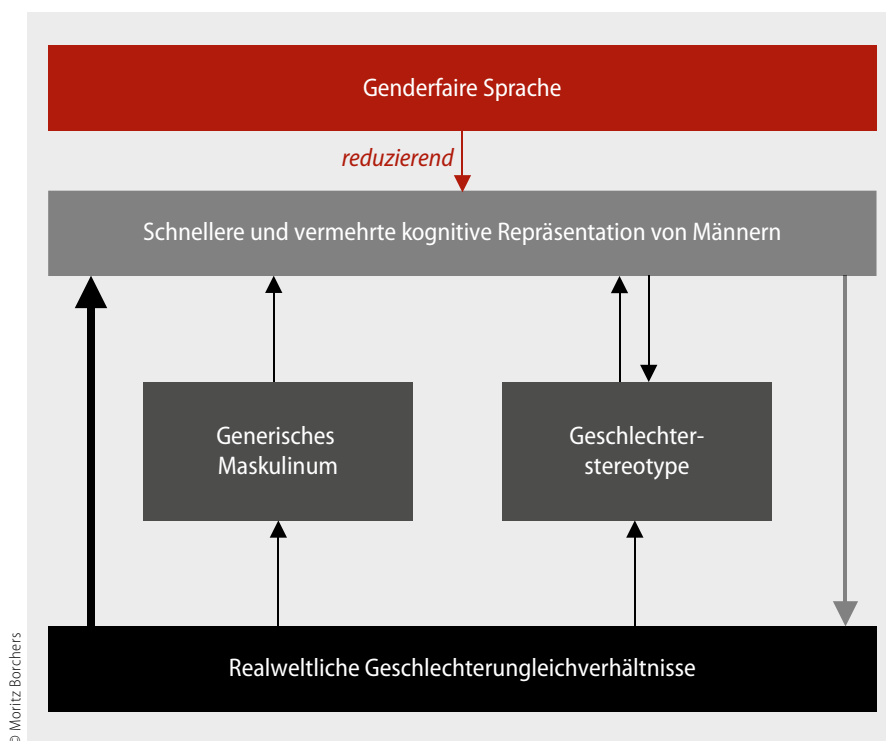 Genderfaire Sprache
reduzierend
Schnellere und vermehrte kognitive Repräsentation von Männern
Generisches
Maskulinum
Geschlechter-
stereotype
Realweltliche Geschlechterungleichverhältnisse
© Moritz Borchers